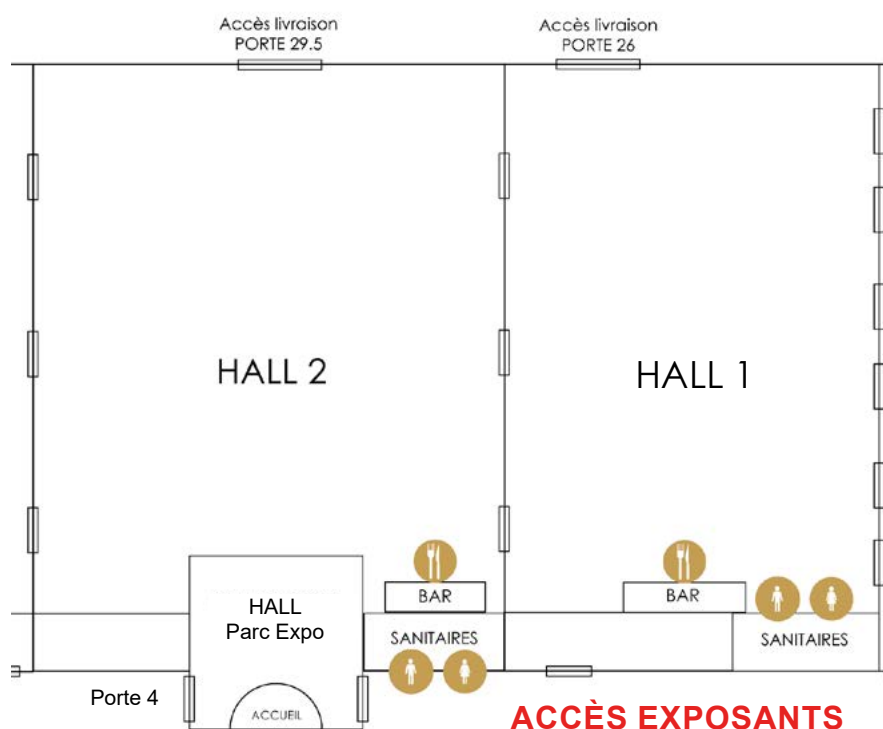 Accès livraison
PORTE 29.5
Accès livraison
PORTE 26
HALL 2
HALL 1
BAR
BAR
HALL
Parc Expo
SANITAIRES
SANITAIRES
Porte 4
ACCUEIL
ACCÈS EXPOSANTS